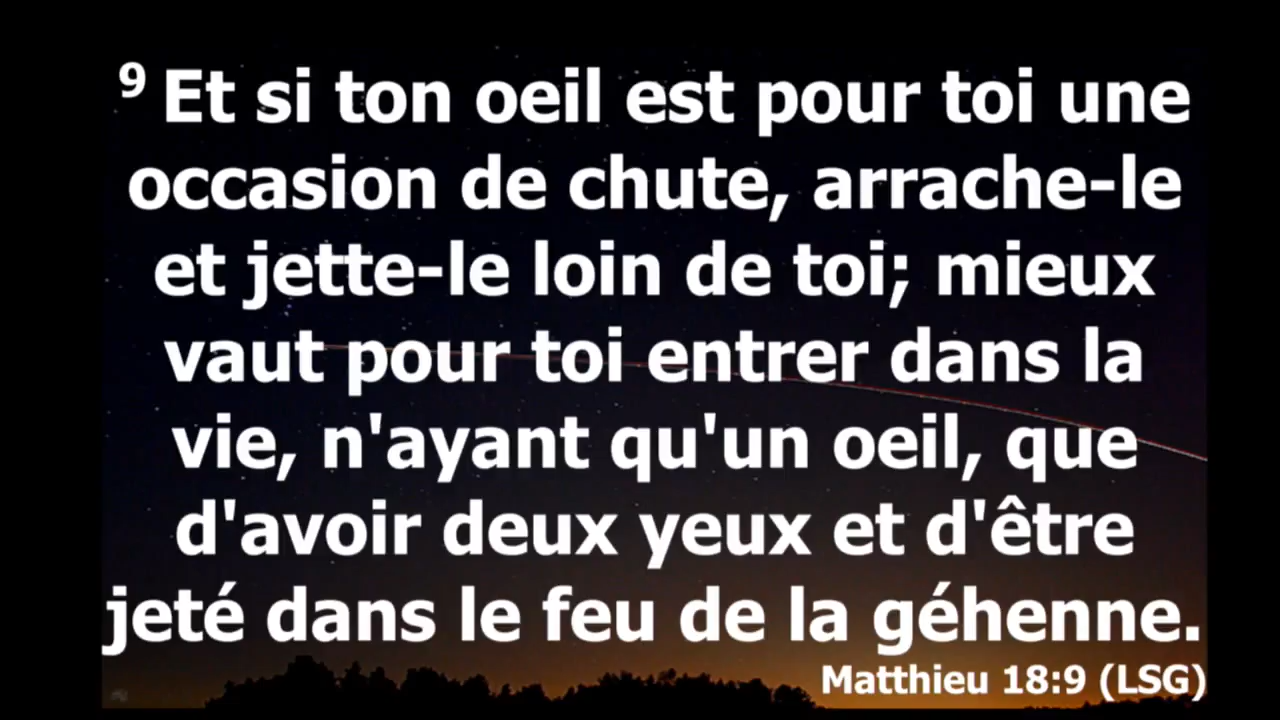 9 Et si ton oeil est pour toi une
occasion de chute, arrache-le
et jette-le loin de toi; mieux
vaut pour toi entrer dans la
vie, n'ayant qu'un oeil, que
d'avoir deux yeux et d'être
jeté dans le feu de la géhenne.
Matthieu 18:9 (LSG)